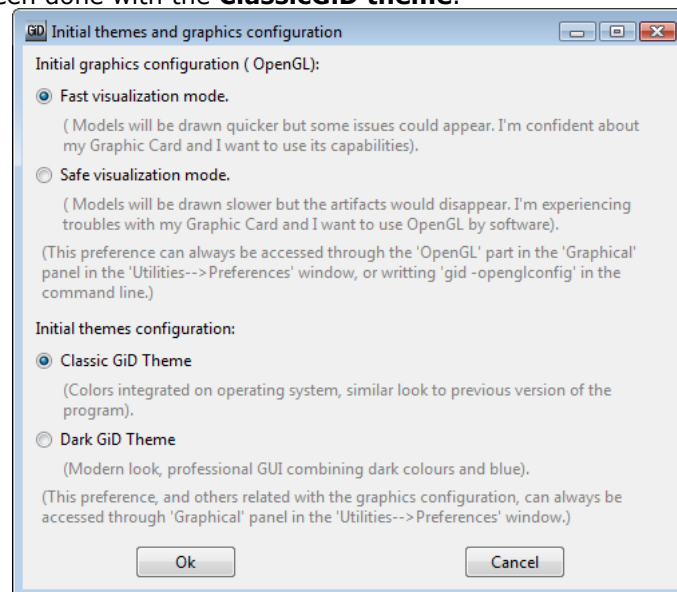 een done with the ClassicGiD theme.
GiD Initial themes and graphics configuration
Initial graphics configuration ( OpenGL):
Fast visualization mode.
( Models will be drawn quicker but some issues could appear. I'm confident about
my Graphic Card and I want to use its capabilities).
Safe visualization mode.
( Models will be drawn slower but the artifacts would disappear. I'm experiencing
troubles with my Graphic Card and I want to use OpenGL by software).
(This preference can always be accessed through the 'OpenGL' part in the 'Graphical'
panel in the 'Utilities-->Preferences' window, or writting 'gid -openglconfig' in the
command line.)
Initial themes configuration:
Classic GiD Theme
(Colors integrated on operating system, similar look to previous version of the
program).
Dark GiD Theme
(Modern look, professional GUI combining dark colours and blue).
(This preference, and others related with the graphics configuration, can always be
accessed through 'Graphical' panel in the 'Utilities-->Preferences' window.)
Ok Cancel